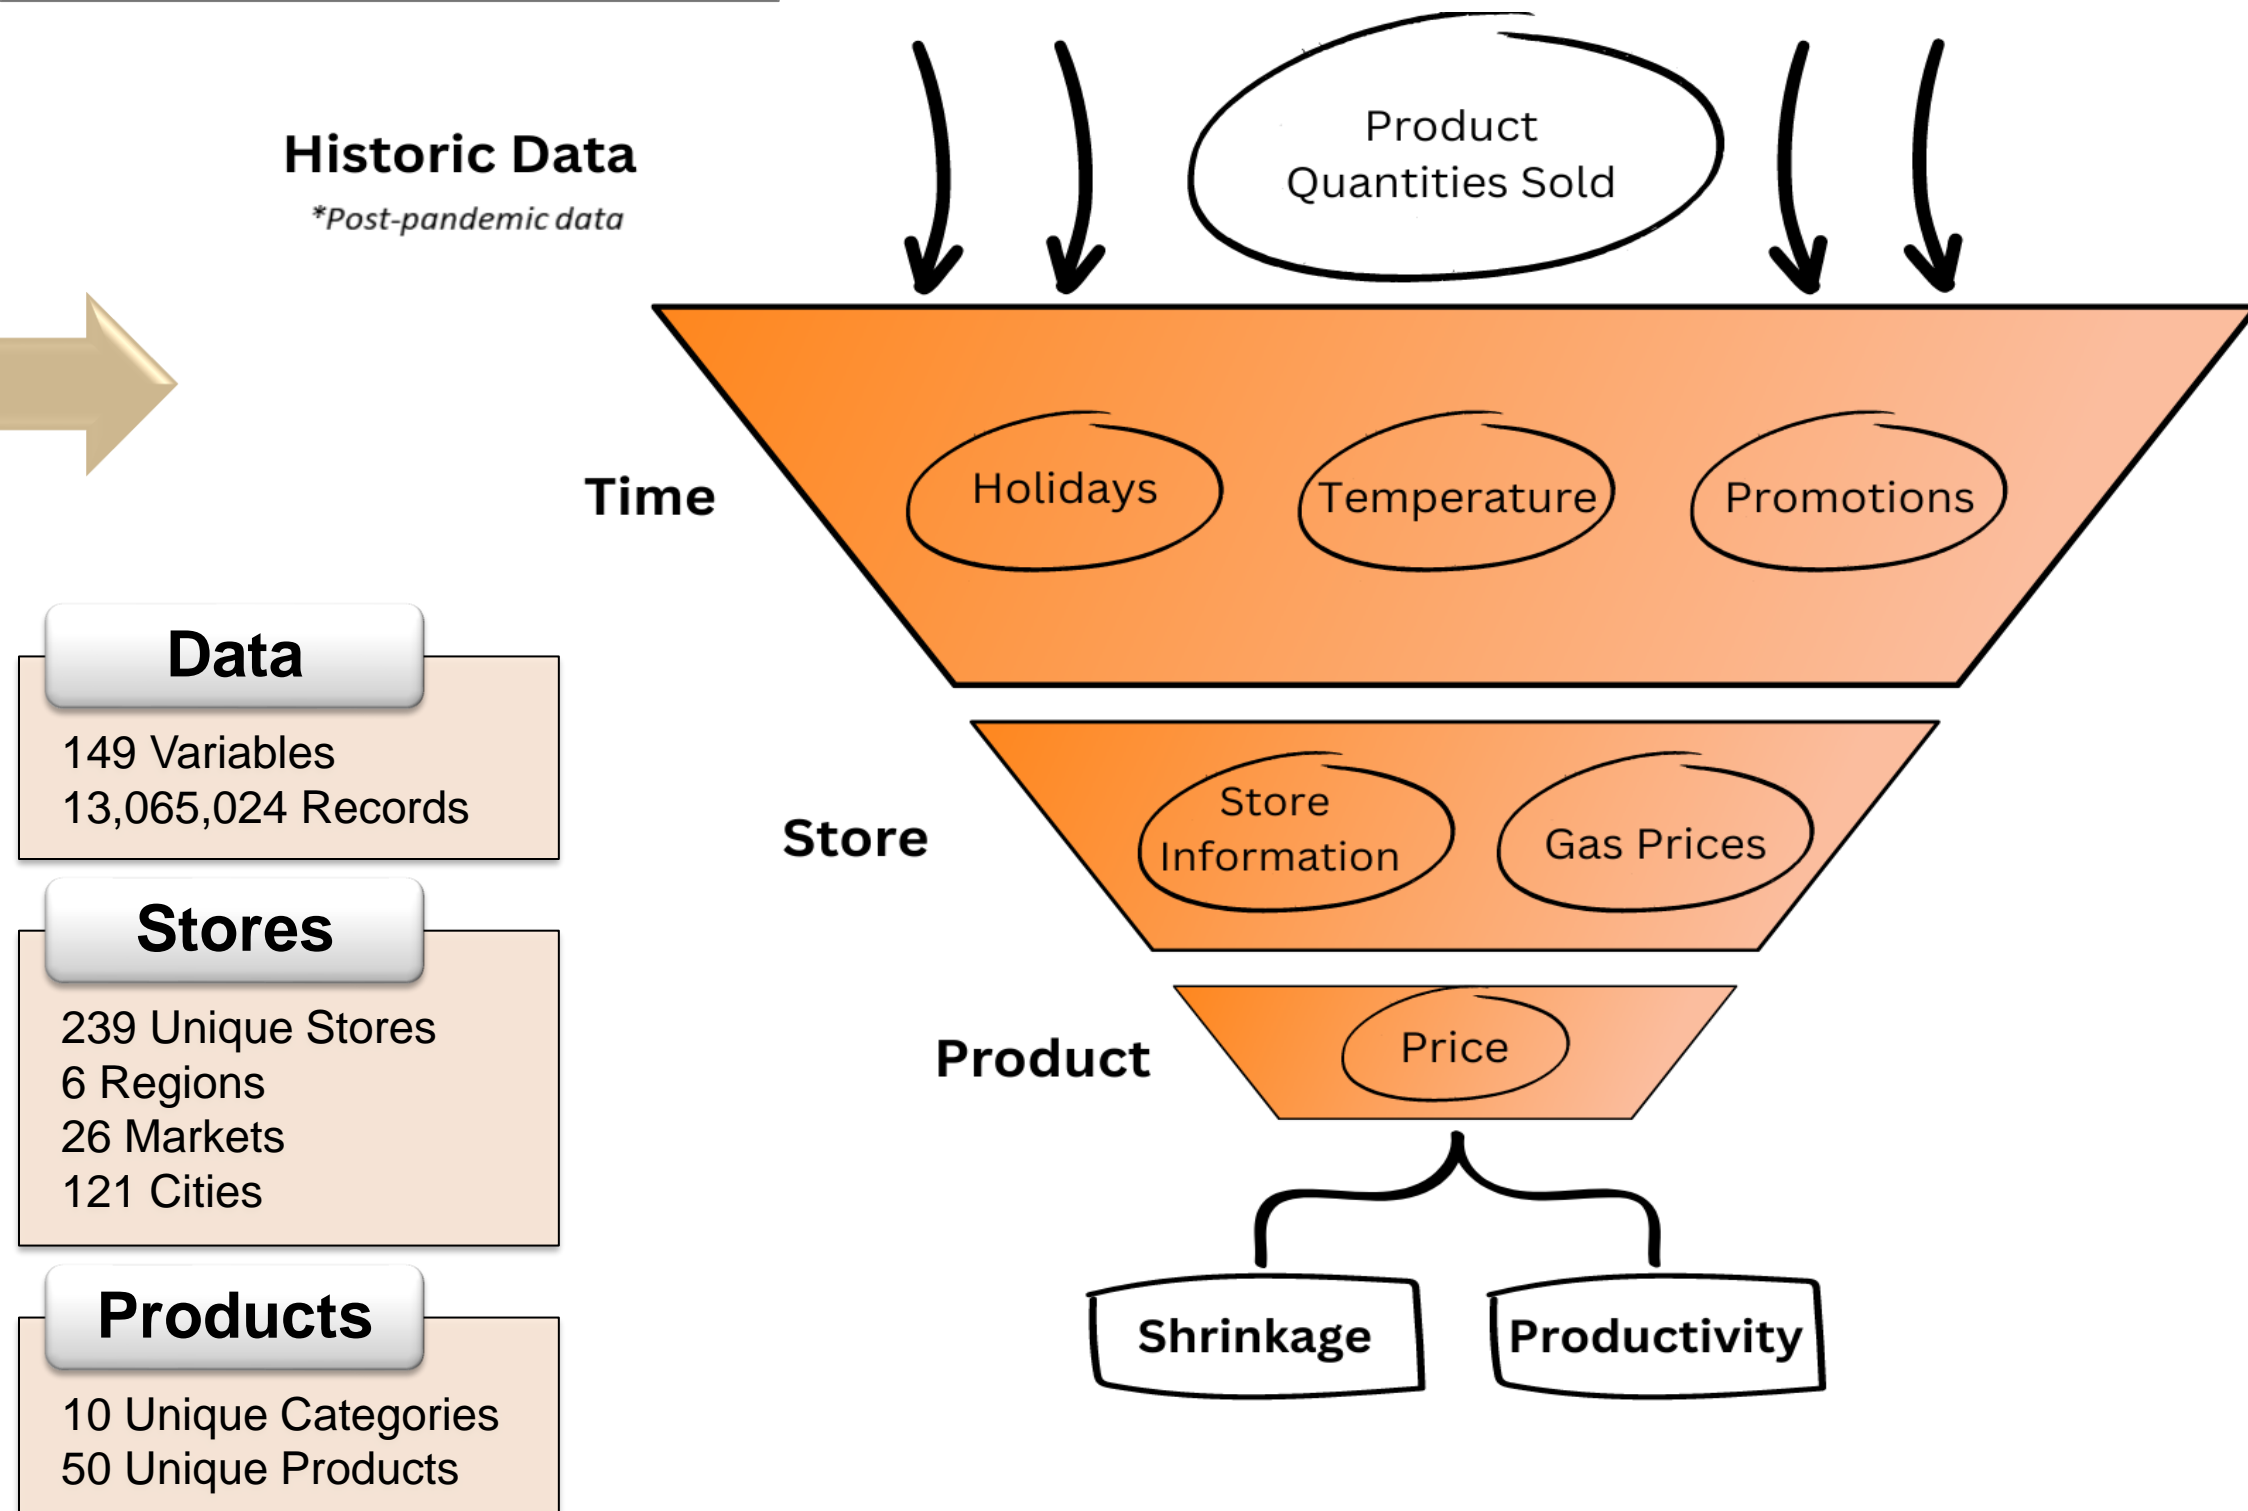 Historic Data
*Post-pandemic data
Product
Quantities Sold
Time
Holidays
Temperature
Promotions
Store
Store
Information
Gas Prices
Product
Price
Shrinkage
Productivity
Data
149 Variables
13,065,024 Records
Stores
239 Unique Stores
6 Regions
26 Markets
121 Cities
Products
10 Unique Categories
50 Unique Products